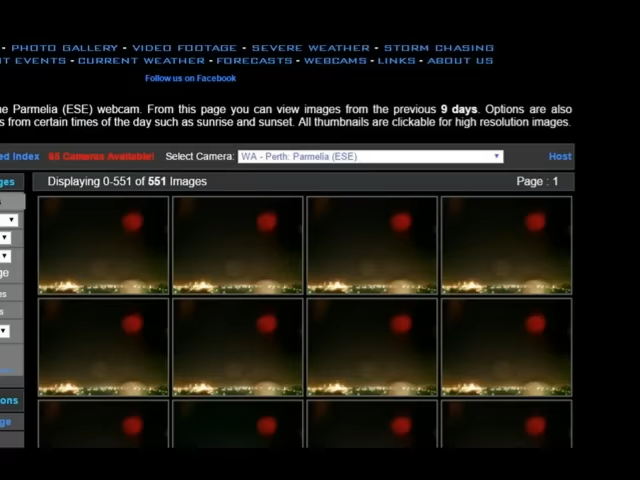 - PHOTO GALLERY - VIDEO FOOTAGE - SEVERE WEATHER - STORM CHASING
T EVENTS - CURRENT WEATHER - FORECASTS - WEBCAMS - LINKS - ABOUT US
Follow us on Facebook
e Parmelia (ESE) webcam. From this page you can view images from the previous 9 days. Options are also
s from certain times of the day such as sunrise and sunset. All thumbnails are clickable for high resolution images.
ed Index 65 Cameras Available! Select Camera: WA - Perth: Parmelia (ESE) Host
ges Displaying 0-551 of 551 Images Page : 1
s
ge
es
s
ons
ge